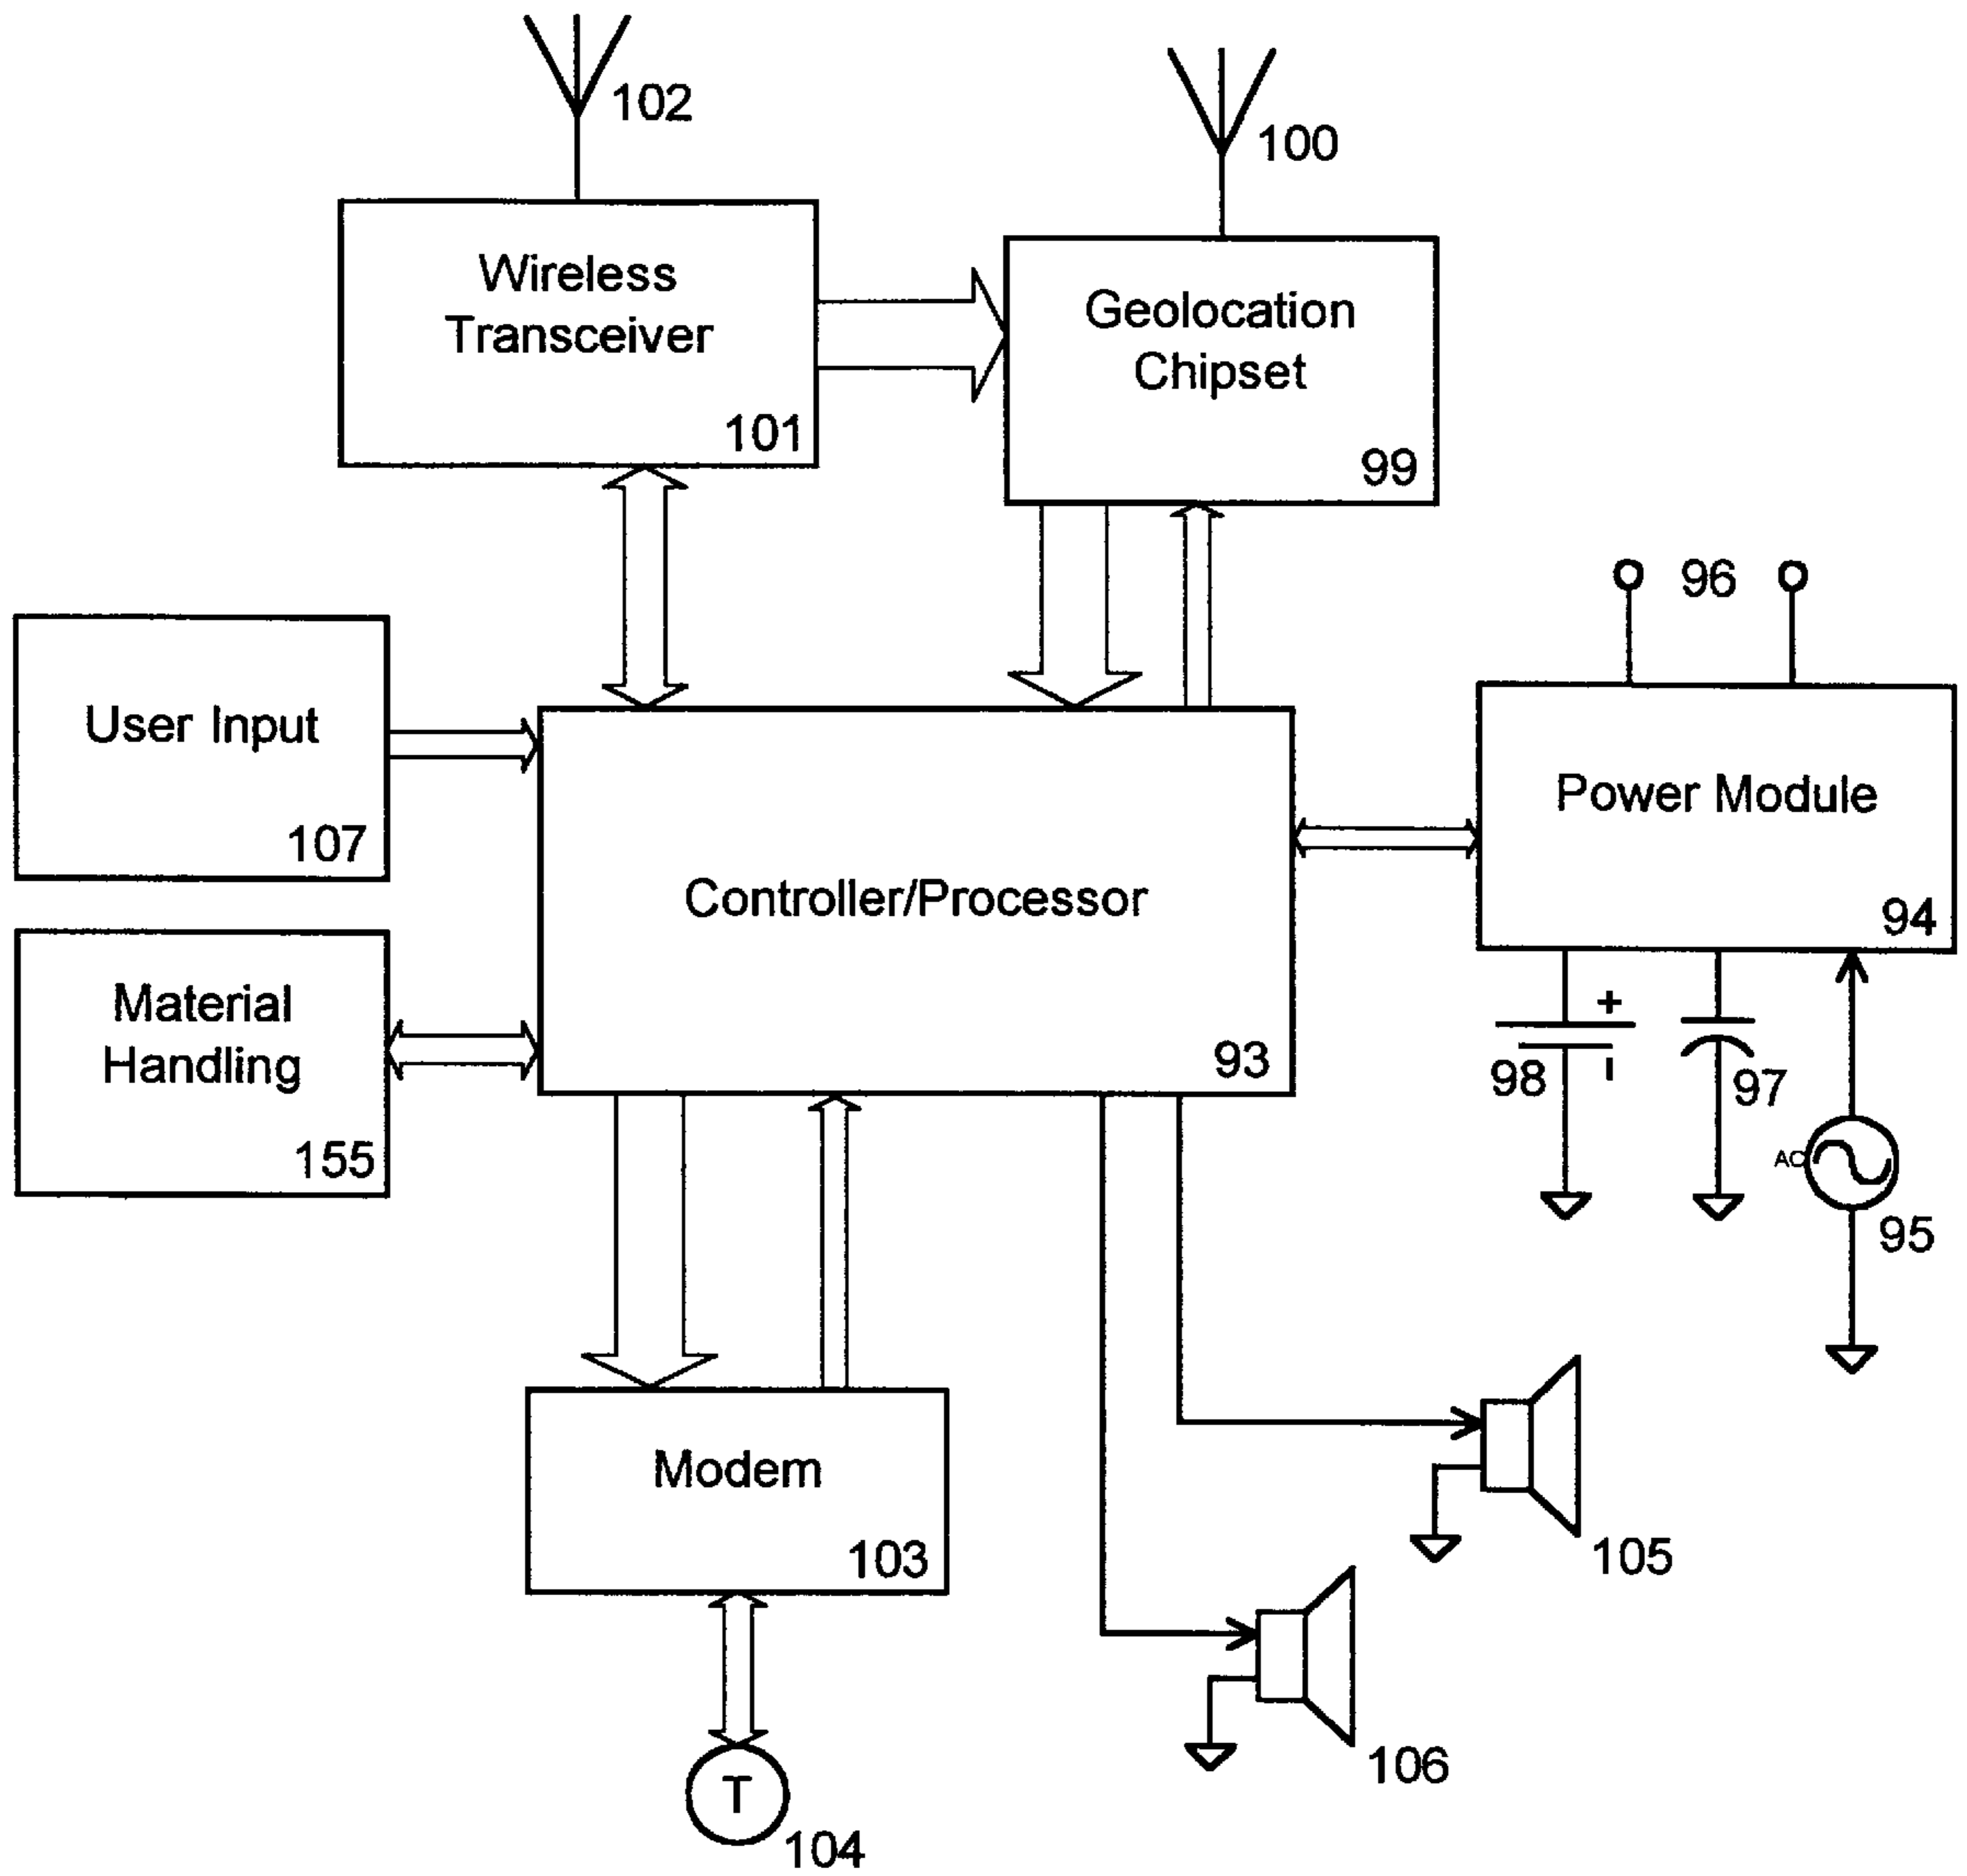 102
100
Wireless
Transceiver
101
Geolocation
Chipset
99
96
User Input
107
Power Module
94
Controller/Processor
93
Material
Handling
155
+
-
98
97
AC
95
Modem
103
105
106
T
104